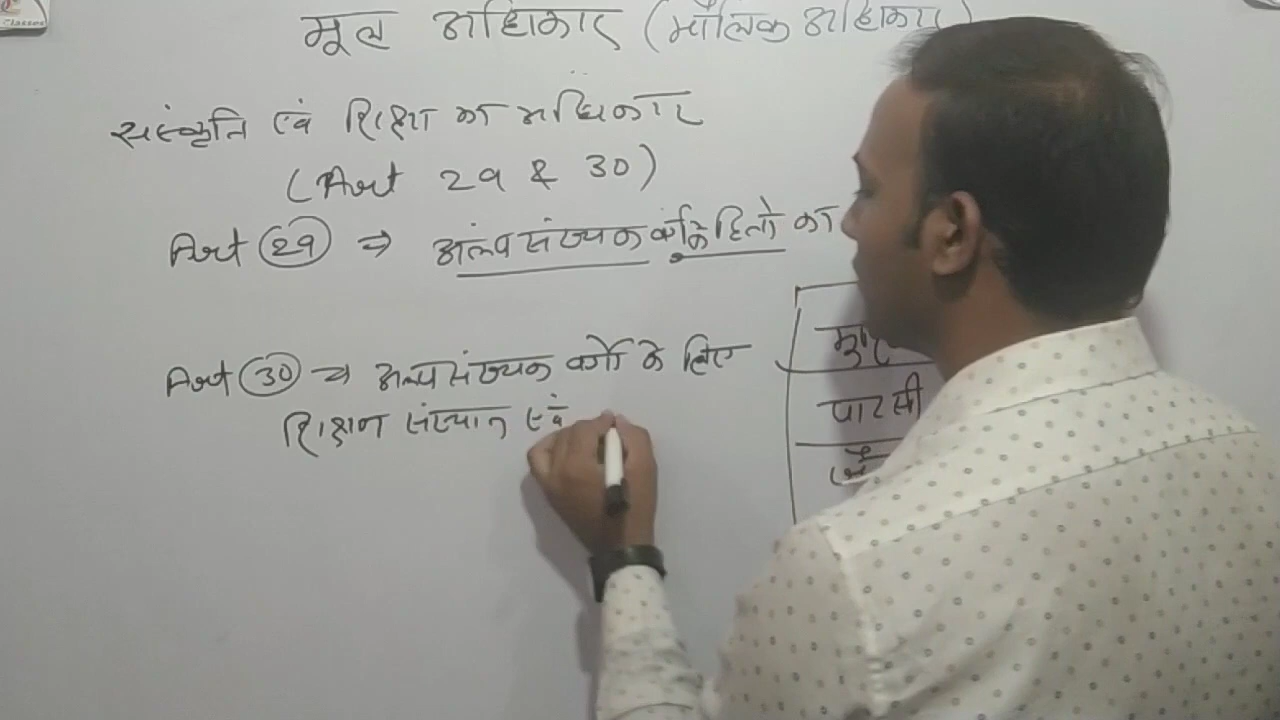 Classes
मूल अधिकार (मौलिक अधिकार)
संस्कृति एवं शिक्षा का अधिकार
(Art 29 & 30)
Art 29 ⇒ अल्पसंख्यक वर्गो के हितो का
Art 30 ⇒ अल्पसंख्यक वर्गो के लिए
शिक्षण संस्थान एवं
पारसी